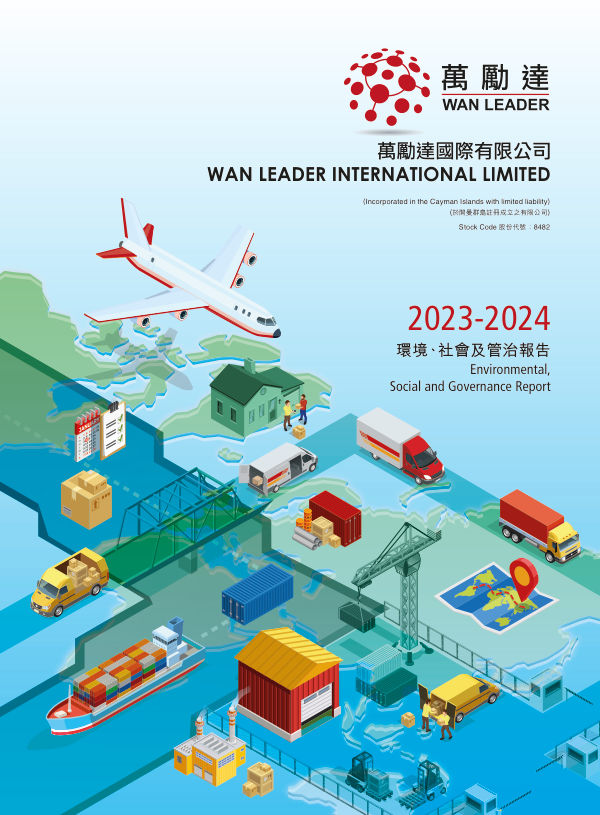 萬勵達
WAN LEADER
萬勵達國際有限公司
WAN LEADER INTERNATIONAL LIMITED
(Incorporated in the Cayman Islands with limited liability)
(於開曼群島註冊成立之有限公司)
Stock Code 股份代號：8482
2023-2024
環境、社會及管治報告
Environmental,
Social and Governance Report
JANUARY